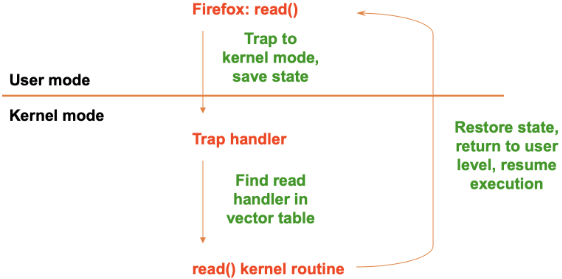 Firefox: read()
Trap to
kernel mode,
save state
User mode
Kernel mode
Trap handler
Restore state,
return to user
level, resume
execution
Find read
handler in
vector table
read() kernel routine